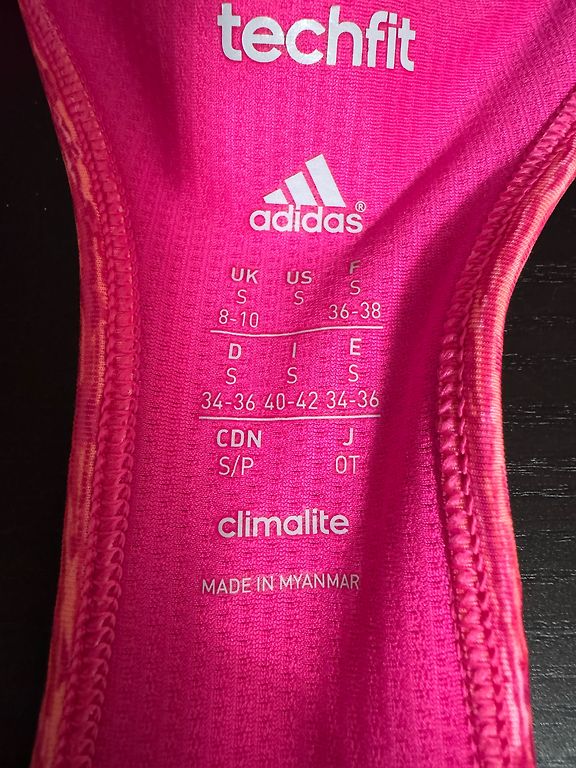 techfit
adidas®
UK US F
S S S
8-10 36-38
D I E
S S S
34-36 40-42 34-36
CDN J
S/P OT
climalite
MADE IN MYANMAR